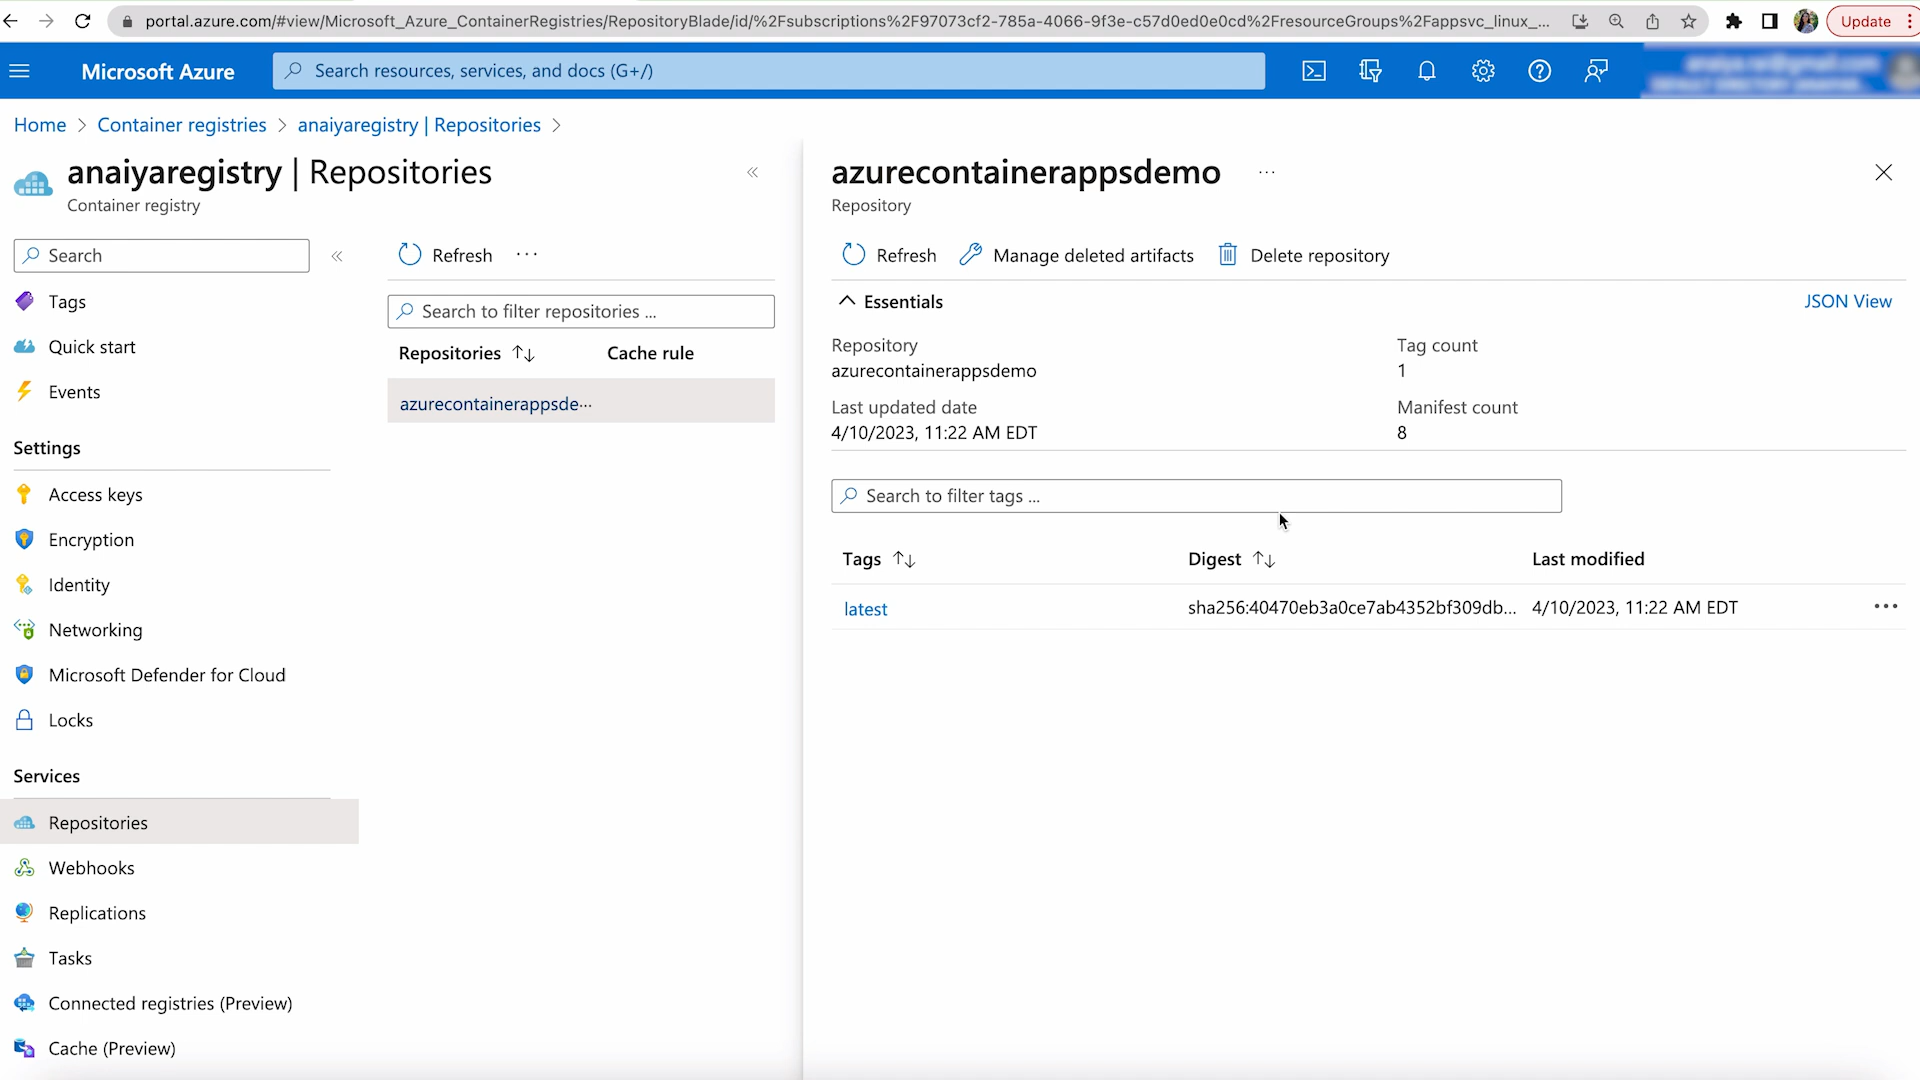 portal.azure.com/#view/Microsoft_Azure_ContainerRegistries/RepositoryBlade/id/%2Fsubscriptions%2F97073cf2-785a-4066-9f3e-c57d0ed0e0cd%2FresourceGroups%2Fappsvc_linux_...
Update
Microsoft Azure
Search resources, services, and docs (G+/)
Home > Container registries > anaiyaregistry | Repositories >
anaiyaregistry | Repositories
Container registry
Search
Tags
Quick start
Events
Settings
Access keys
Encryption
Identity
Networking
Microsoft Defender for Cloud
Locks
Services
Repositories
Webhooks
Replications
Tasks
Connected registries (Preview)
Cache (Preview)
Refresh ...
Search to filter repositories ...
Repositories Cache rule
azurecontainerappsde...
azurecontainerappsdemo ...
Repository
Refresh Manage deleted artifacts Delete repository
Essentials JSON View
Repository
azurecontainerappsdemo
Tag count
1
Last updated date
4/10/2023, 11:22 AM EDT
Manifest count
8
Search to filter tags ...
Tags Digest Last modified
latest sha256:40470eb3a0ce7ab4352bf309db... 4/10/2023, 11:22 AM EDT ...